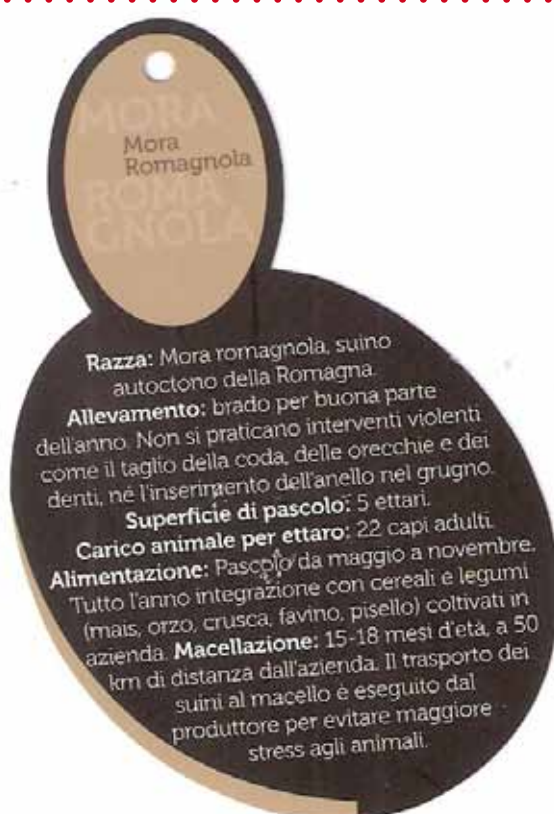 MORA
Mora
Romagnola
ROMA
GNOLA
Razza: Mora romagnola, suino
autoctono della Romagna.
Allevamento: brado per buona parte
dell'anno. Non si praticano interventi violenti
come il taglio della coda, delle orecchie e dei
denti, né l'inserimento dell'anello nel grugno.
Superficie di pascolo: 5 ettari.
Carico animale per ettaro: 22 capi adulti.
Alimentazione: Pascolo da maggio a novembre.
Tutto l'anno integrazione con cereali e legumi
(mais, orzo, crusca, favino, pisello) coltivati in
azienda. Macellazione: 15-18 mesi d'età, a 50
km di distanza dall'azienda. Il trasporto dei
suini al macello è eseguito dal
produttore per evitare maggiore
stress agli animali.